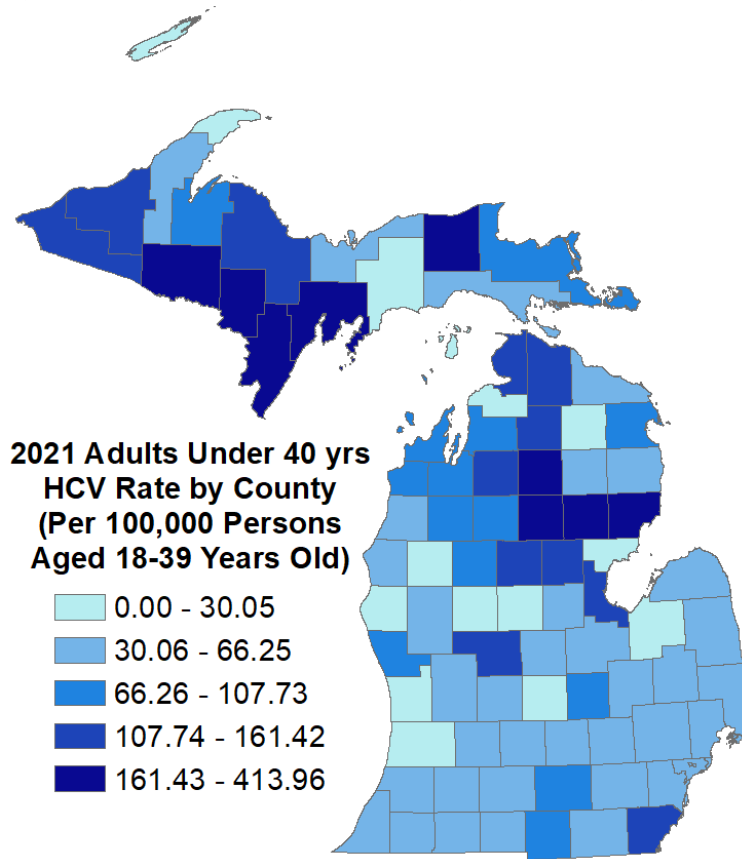 2021 Adults Under 40 yrs
HCV Rate by County
(Per 100,000 Persons
Aged 18-39 Years Old)
0.00 - 30.05
30.06 - 66.25
66.26 - 107.73
107.74 - 161.42
161.43 - 413.96